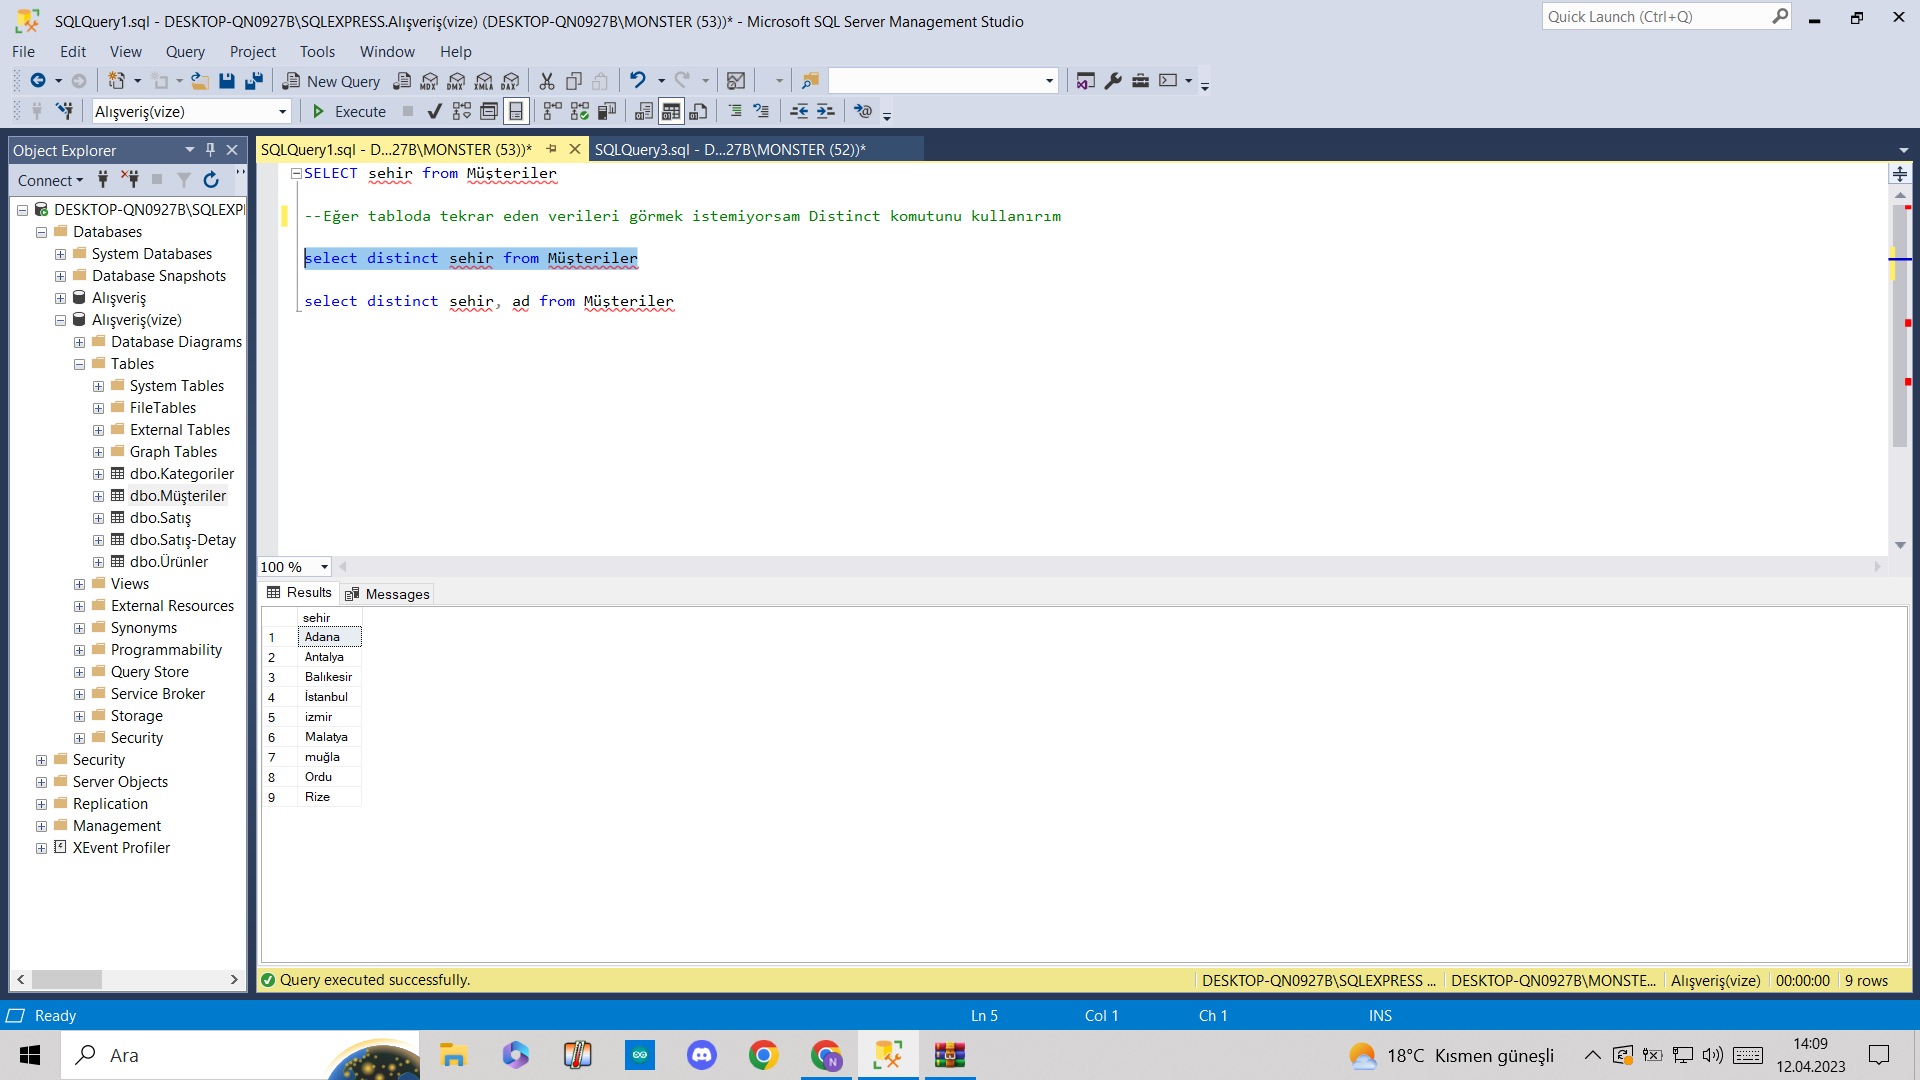 SQLQuery1.sql - DESKTOP-QN0927B\SQLEXPRESS.Alışveriş(vize) (DESKTOP-QN0927B\MONSTER (53))* - Microsoft SQL Server Management Studio
Quick Launch (Ctrl+Q)
File Edit View Query Project Tools Window Help
New Query MDX DMX XMLA DAX
Alışveriş(vize) Execute
Object Explorer
SQLQuery1.sql - D...27B\MONSTER (53))* SQLQuery3.sql - D...27B\MONSTER (52))*
Connect
DESKTOP-QN0927B\SQLEXP
Databases
System Databases
Database Snapshots
Alışveriş
Alışveriş(vize)
Database Diagrams
Tables
System Tables
FileTables
External Tables
Graph Tables
dbo.Kategoriler
dbo.Müşteriler
dbo.Satış
dbo.Satış-Detay
dbo.Ürünler
Views
External Resources
Synonyms
Programmability
Query Store
Service Broker
Storage
Security
Security
Server Objects
Replication
Management
XEvent Profiler
SELECT sehir from Müşteriler
--Eğer tabloda tekrar eden verileri görmek istemiyorsam Distinct komutunu kullanırım
select distinct sehir from Müşteriler
select distinct sehir, ad from Müşteriler
100 %
Results Messages
sehir
1 Adana
2 Antalya
3 Balıkesir
4 İstanbul
5 izmir
6 Malatya
7 muğla
8 Ordu
9 Rize
Query executed successfully. DESKTOP-QN0927B\SQLEXPRESS ... DESKTOP-QN0927B\MONSTE... Alışveriş(vize) 00:00:00 9 rows
Ready Ln 5 Col 1 Ch 1 INS
Ara
18°C Kısmen güneşli
14:09
12.04.2023